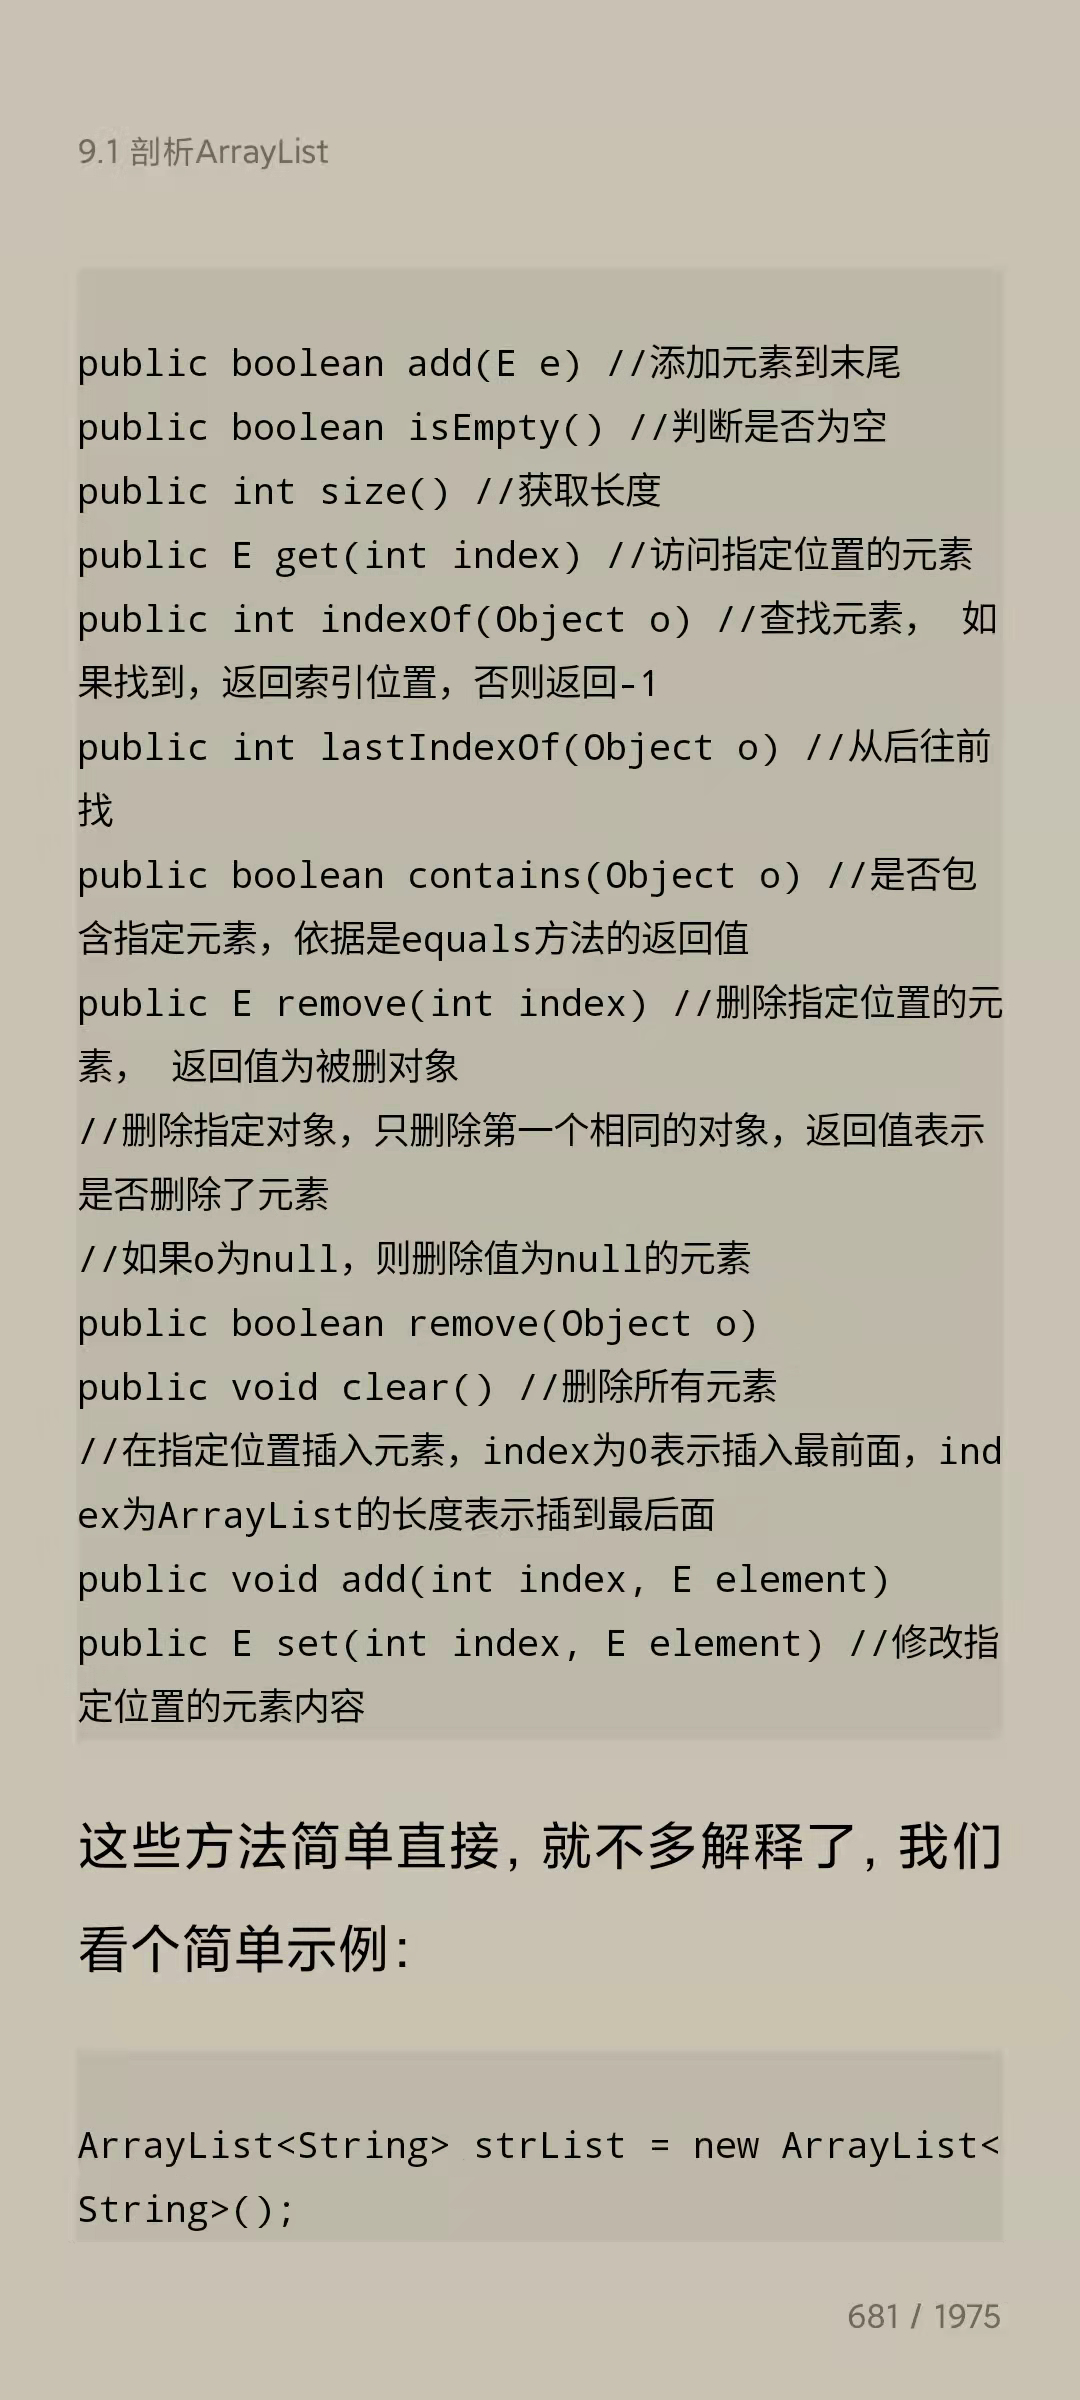 9.1 剖析ArrayList
public boolean add(E e) //添加元素到末尾
public boolean isEmpty() //判断是否为空
public int size() //获取长度
public E get(int index) //访问指定位置的元素
public int indexOf(Object o) //查找元素， 如
果找到，返回索引位置，否则返回-1
public int lastIndexOf(Object o) //从后往前
找
public boolean contains(Object o) //是否包
含指定元素，依据是equals方法的返回值
public E remove(int index) //删除指定位置的元
素， 返回值为被删对象
//删除指定对象，只删除第一个相同的对象，返回值表示
是否删除了元素
//如果o为null，则删除值为null的元素
public boolean remove(Object o)
public void clear() //删除所有元素
//在指定位置插入元素，index为0表示插入最前面，ind
ex为ArrayList的长度表示插到最后面
public void add(int index, E element)
public E set(int index, E element) //修改指
定位置的元素内容
这些方法简单直接，就不多解释了，我们
看个简单示例：
ArrayList<String> strList = new ArrayList<
String>();
681 / 1975